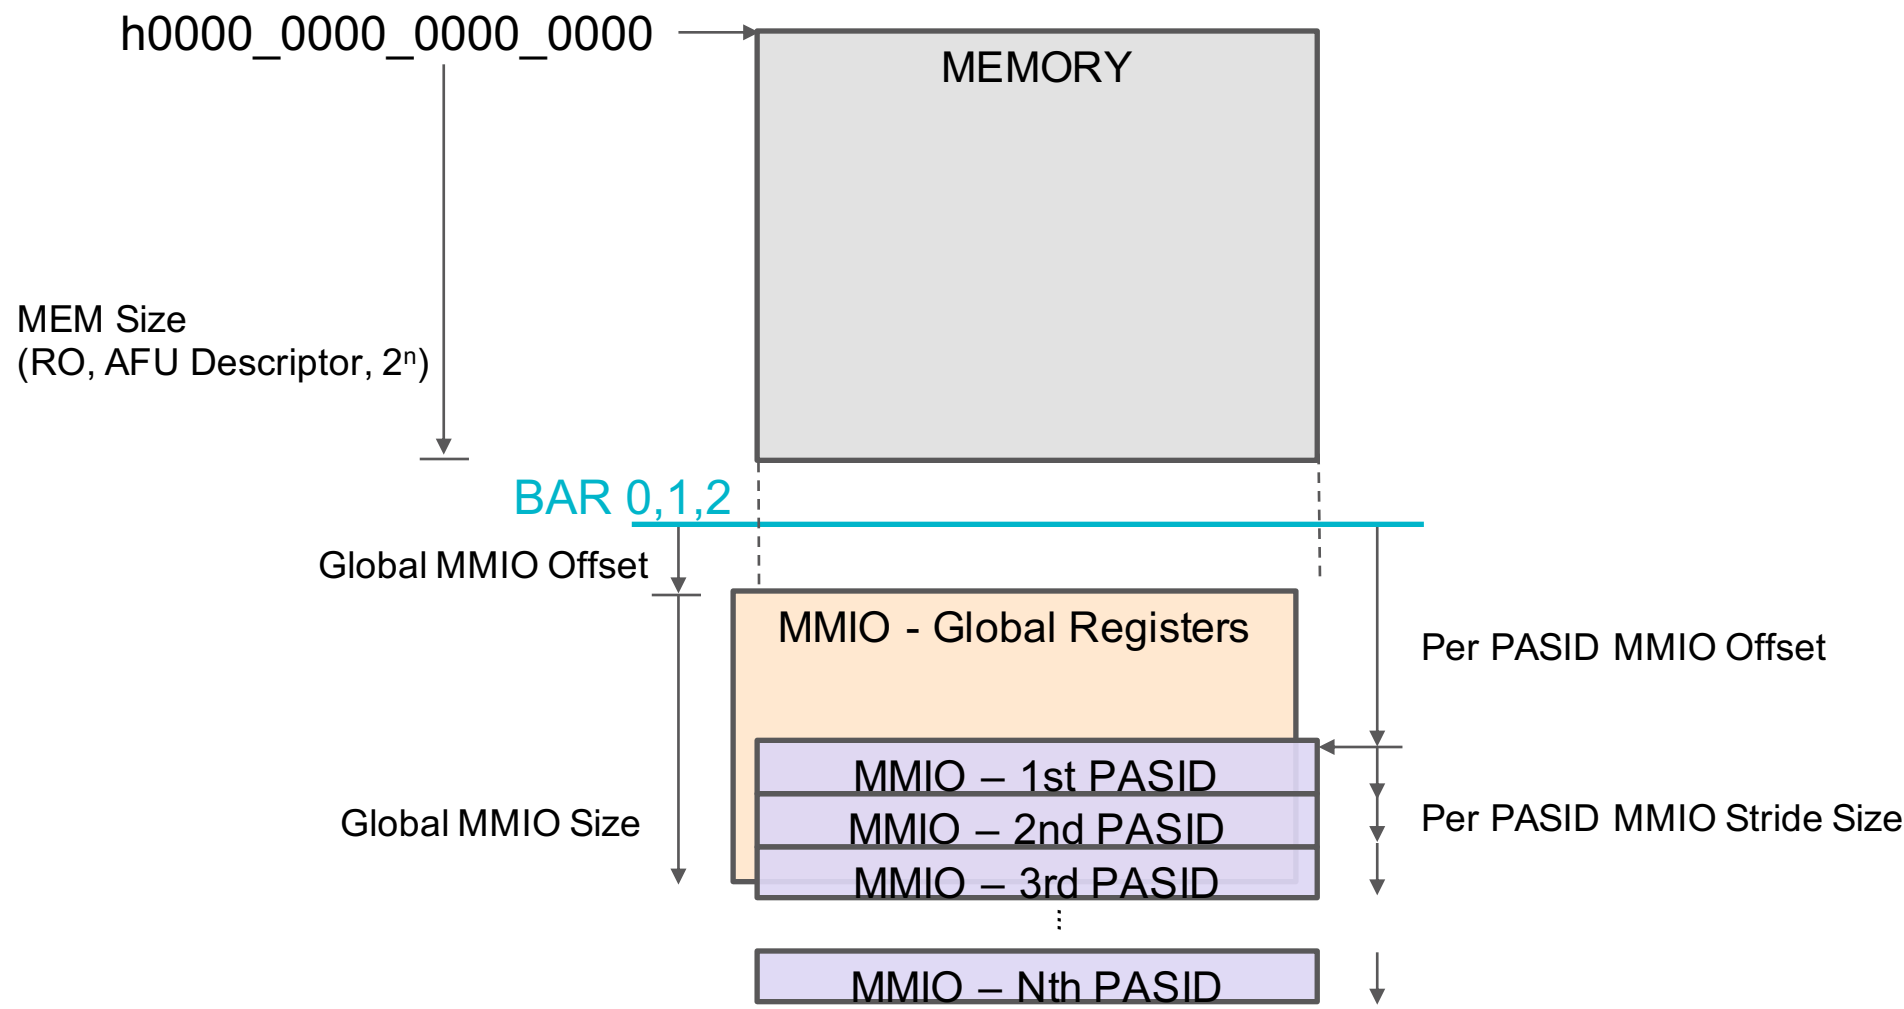 h0000_0000_0000_0000
MEMORY
MEM Size
(RO, AFU Descriptor, 2ⁿ)
BAR 0,1,2
Global MMIO Offset
MMIO - Global Registers
Per PASID MMIO Offset
MMIO – 1st PASID
Global MMIO Size
MMIO – 2nd PASID
Per PASID MMIO Stride Size
MMIO – 3rd PASID
...
MMIO – Nth PASID